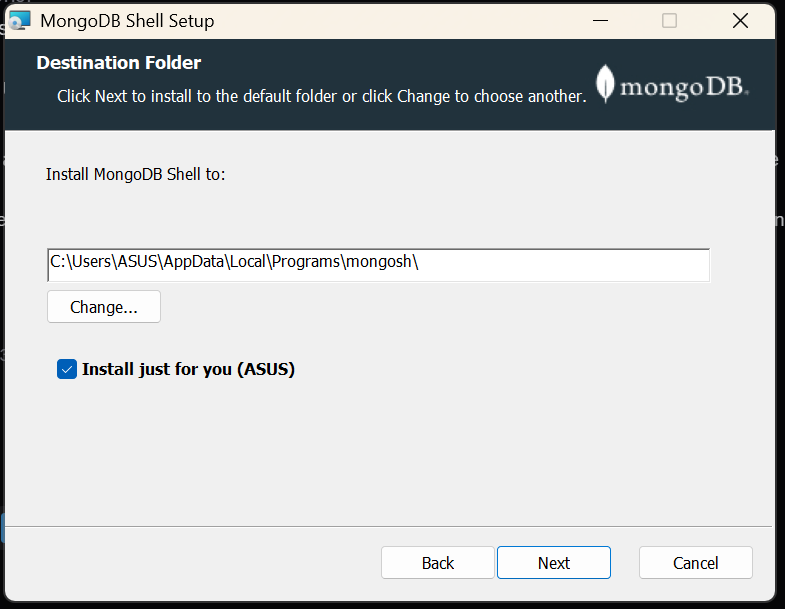 MongoDB Shell Setup
Destination Folder
Click Next to install to the default folder or click Change to choose another.
mongoDB.
Install MongoDB Shell to:
C:\Users\ASUS\AppData\Local\Programs\mongosh\
Change...
Install just for you (ASUS)
Back
Next
Cancel